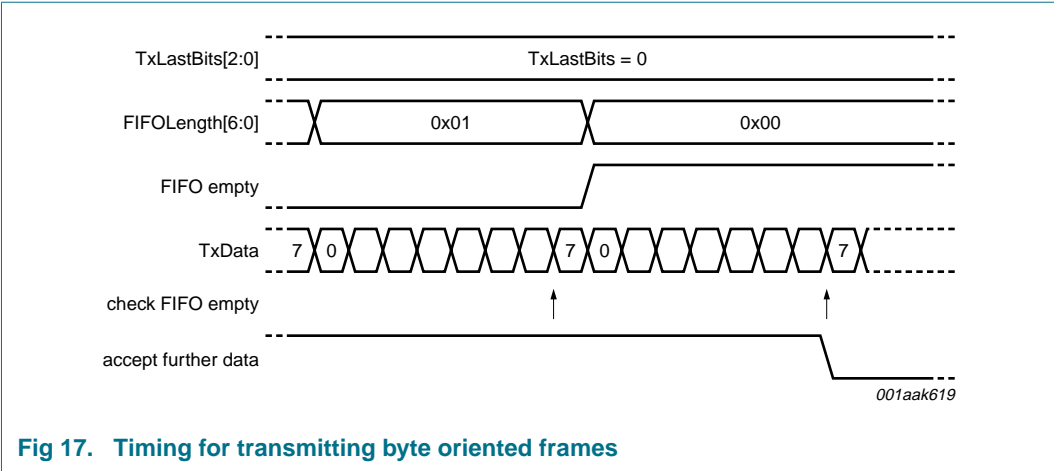 TxLastBits[2:0] TxLastBits = 0
FIFOLength[6:0] 0x01 0x00
FIFO empty
TxData 7 0 7 0 7
check FIFO empty
accept further data
001aak619
Fig 17. Timing for transmitting byte oriented frames